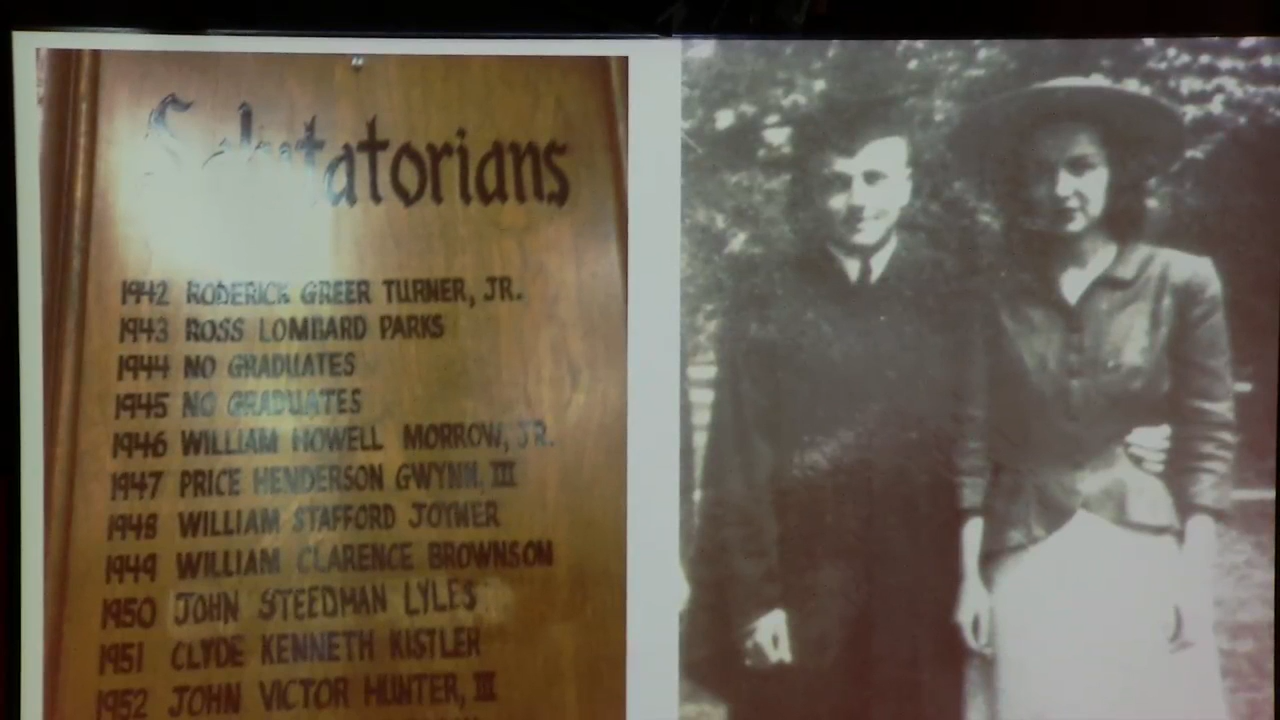 Salutatorians
1942 RODERICK GREER TURNER, JR.
1943 ROSS LOMBARD PARKS
1944 NO GRADUATES
1945 NO GRADUATES
1946 WILLIAM HOWELL MORROW, JR.
1947 PRICE HENDERSON GWYNN, III
1948 WILLIAM STAFFORD JOYNER
1949 WILLIAM CLARENCE BROWNSON
1950 JOHN STEEDMAN LYLES
1951 CLYDE KENNETH KISTLER
1952 JOHN VICTOR HUNTER, III